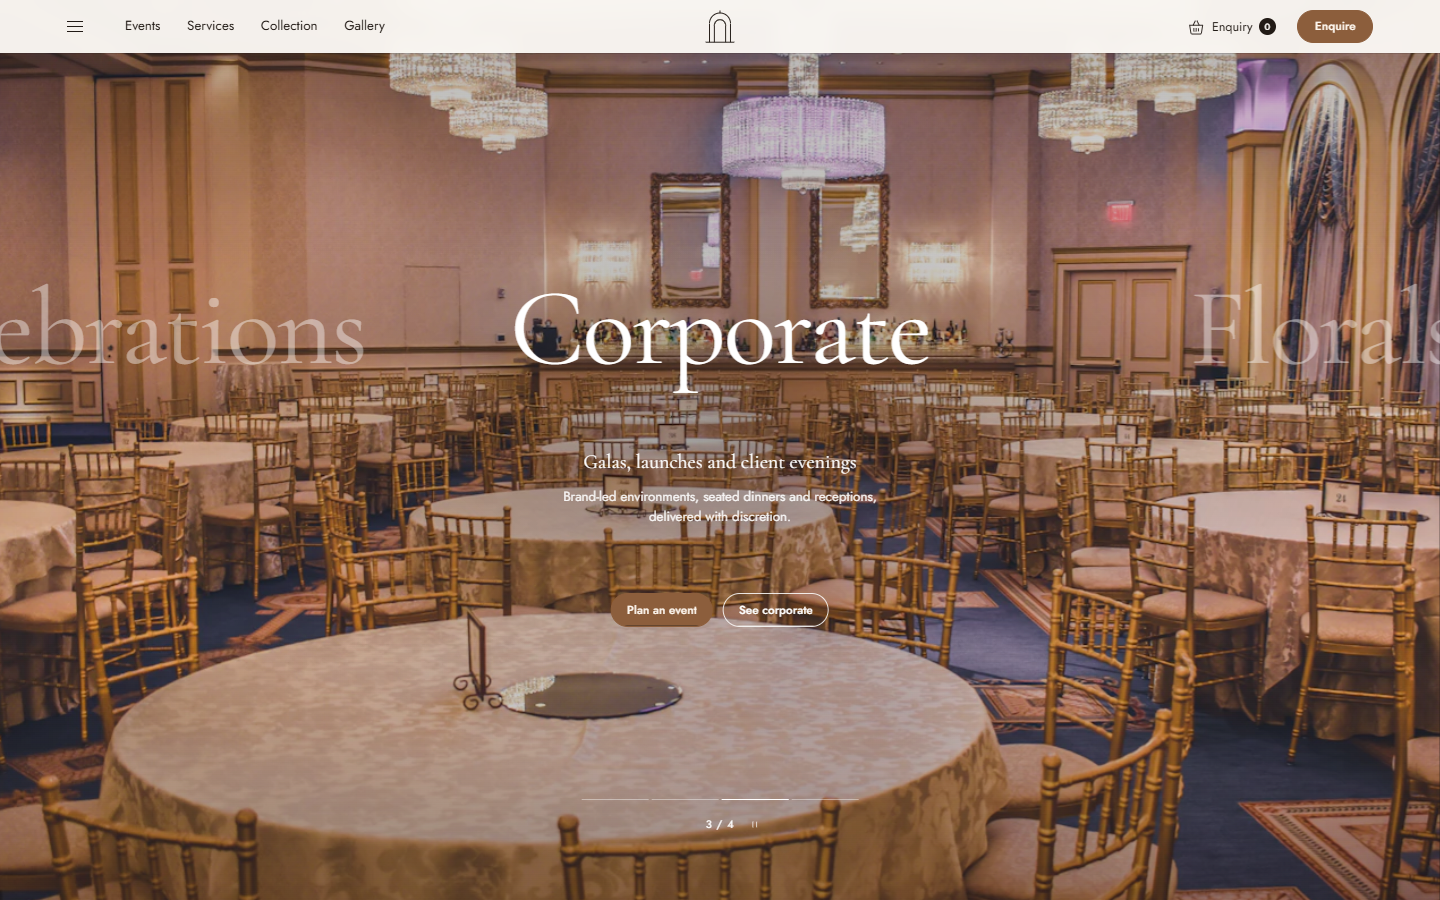 Events Services Collection Gallery Enquiry 0 Enquire
ebrations Corporate Florals
Galas, launches and client evenings
Brand-led environments, seated dinners and receptions,
delivered with discretion.
Plan an event See corporate
3 / 4